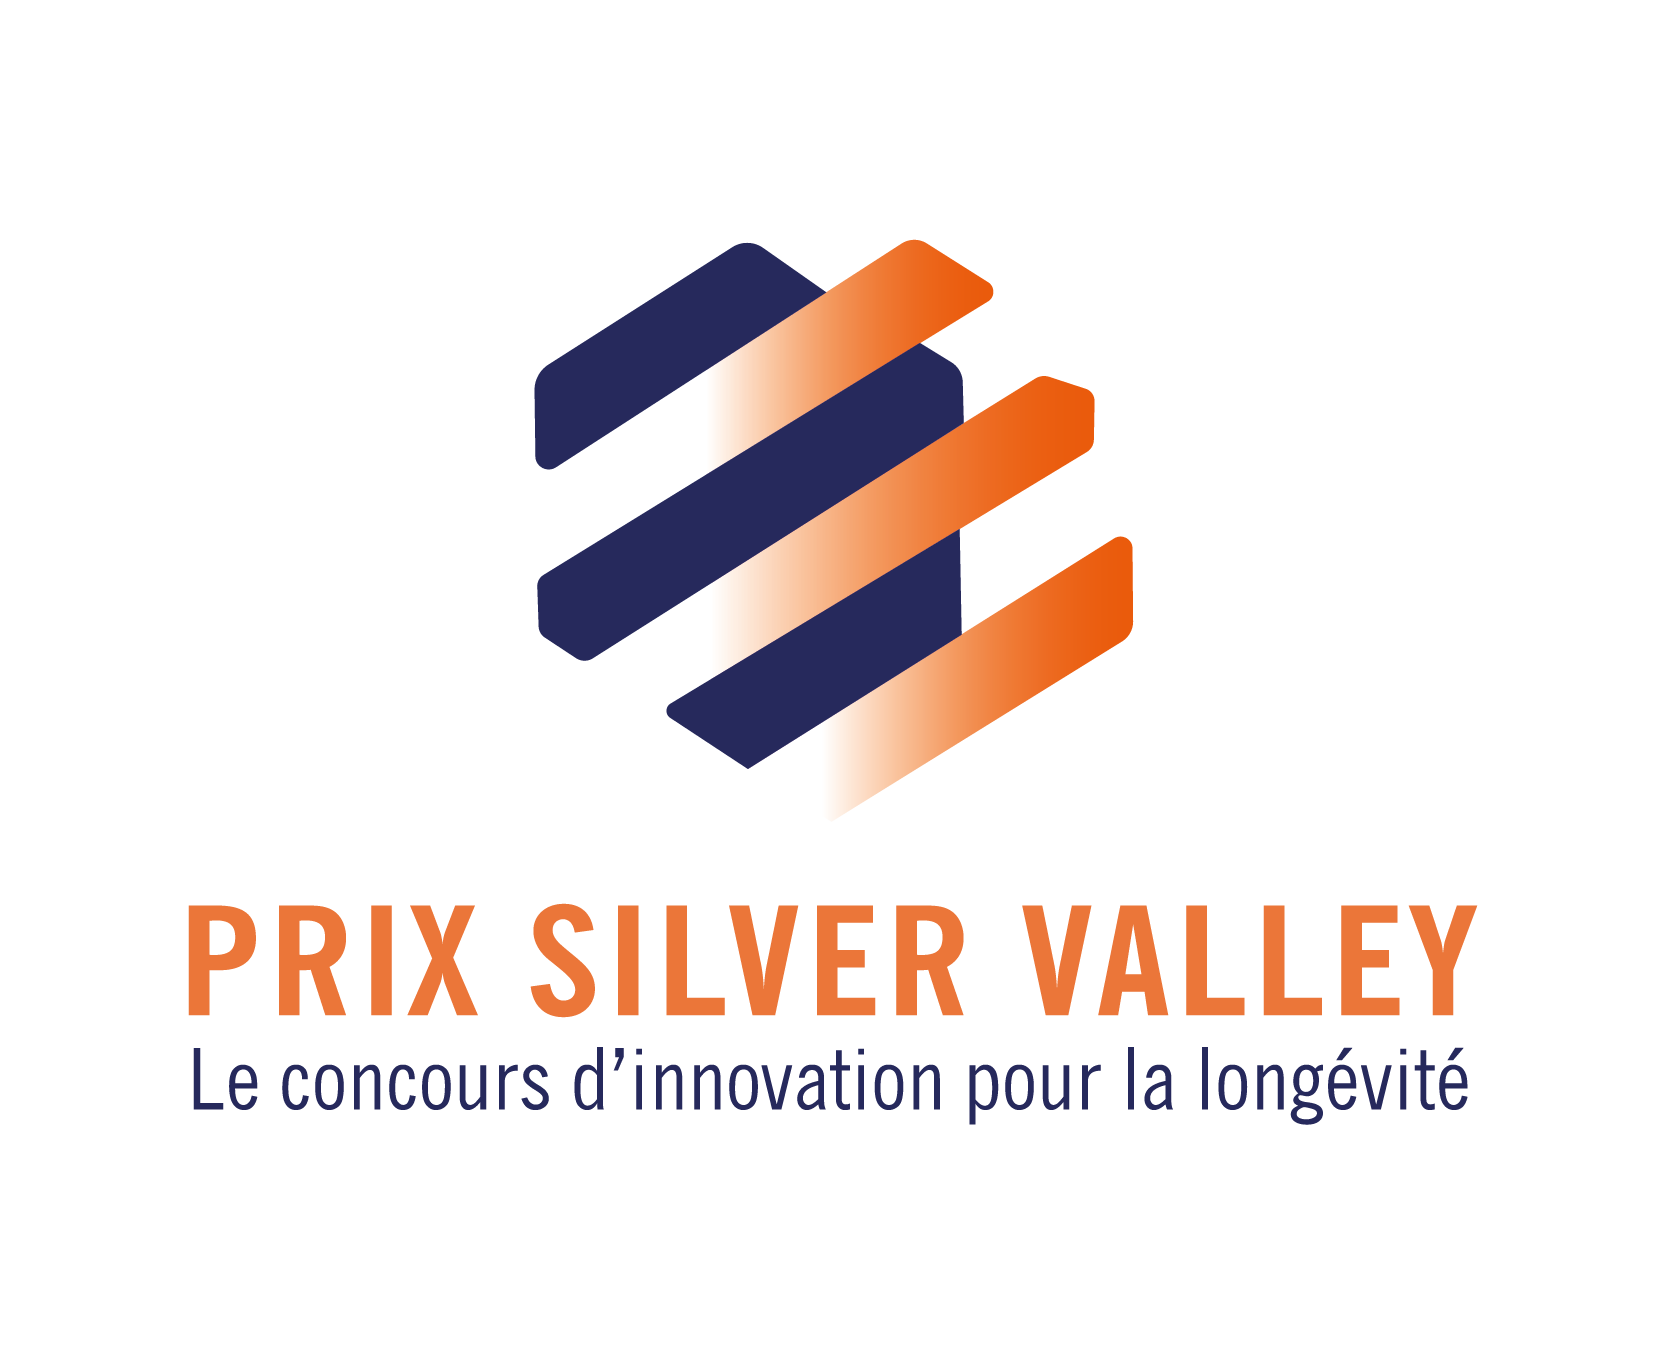 PRIX SILVER VALLEY
Le concours d’innovation pour la longévité